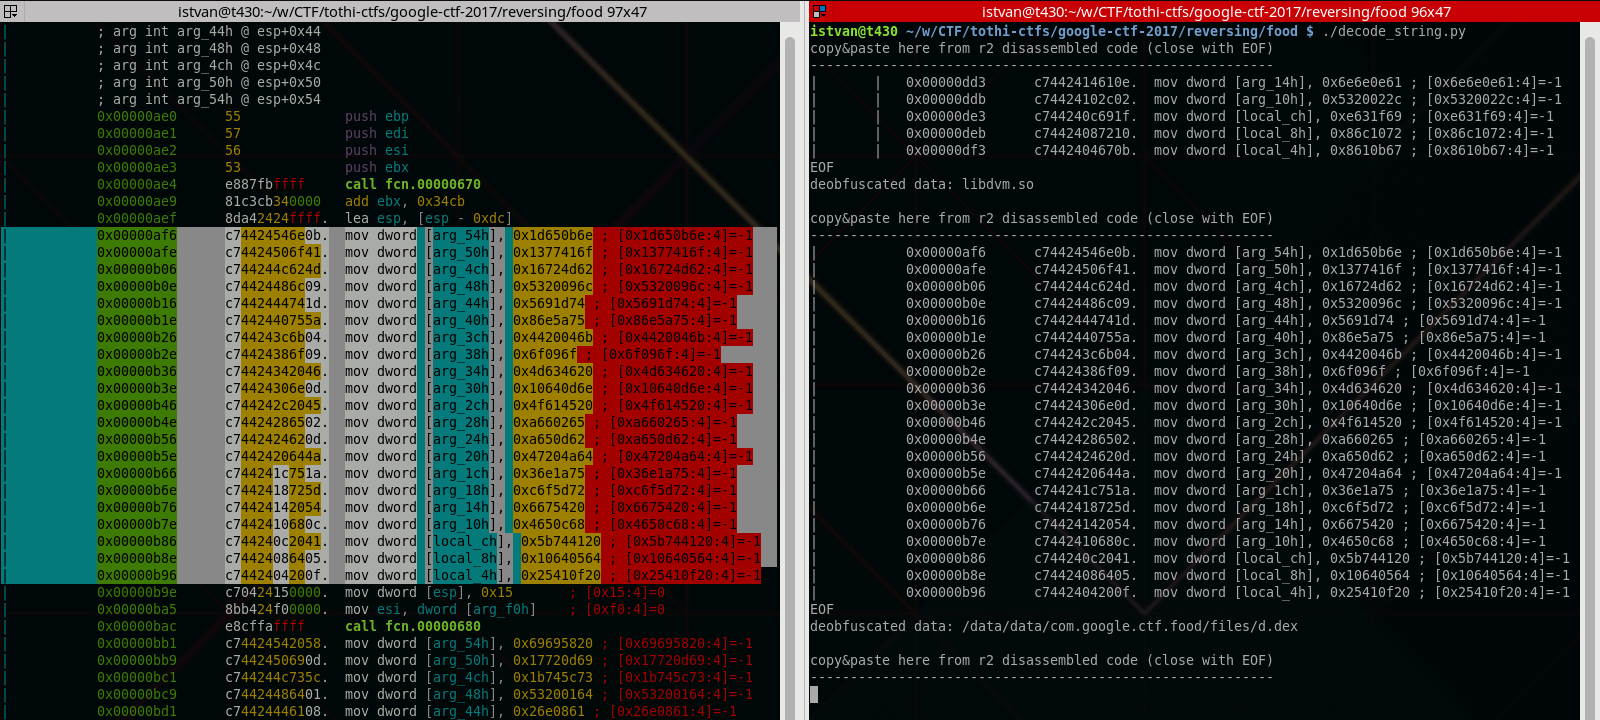 istvan@t430:~/w/CTF/tothi-ctfs/google-ctf-2017/reversing/food 97x47
; arg int arg_44h @ esp+0x44
; arg int arg_48h @ esp+0x48
; arg int arg_4ch @ esp+0x4c
; arg int arg_50h @ esp+0x50
; arg int arg_54h @ esp+0x54
0x00000ae0 55 push ebp
0x00000ae1 57 push edi
0x00000ae2 56 push esi
0x00000ae3 53 push ebx
0x00000ae4 e887fbffff call fcn.00000670
0x00000ae9 81c3cb340000 add ebx, 0x34cb
0x00000aef 8da42424ffff. lea esp, [esp - 0xdc]
0x00000af6 c74424546e0b. mov dword [arg_54h], 0x1d650b6e ; [0x1d650b6e:4]=-1
0x00000afe c74424506f41. mov dword [arg_50h], 0x1377416f ; [0x1377416f:4]=-1
0x00000b06 c744244c624d. mov dword [arg_4ch], 0x16724d62 ; [0x16724d62:4]=-1
0x00000b0e c74424486c09. mov dword [arg_48h], 0x5320096c ; [0x5320096c:4]=-1
0x00000b16 c7442444741d. mov dword [arg_44h], 0x5691d74 ; [0x5691d74:4]=-1
0x00000b1e c7442440755a. mov dword [arg_40h], 0x86e5a75 ; [0x86e5a75:4]=-1
0x00000b26 c744243c6b04. mov dword [arg_3ch], 0x4420046b ; [0x4420046b:4]=-1
0x00000b2e c74424386f09. mov dword [arg_38h], 0x6f096f ; [0x6f096f:4]=-1
0x00000b36 c74424342046. mov dword [arg_34h], 0x4d634620 ; [0x4d634620:4]=-1
0x00000b3e c74424306e0d. mov dword [arg_30h], 0x10640d6e ; [0x10640d6e:4]=-1
0x00000b46 c744242c2045. mov dword [arg_2ch], 0x4f614520 ; [0x4f614520:4]=-1
0x00000b4e c74424286502. mov dword [arg_28h], 0xa660265 ; [0xa660265:4]=-1
0x00000b56 c7442424620d. mov dword [arg_24h], 0xa650d62 ; [0xa650d62:4]=-1
0x00000b5e c7442420644a. mov dword [arg_20h], 0x47204a64 ; [0x47204a64:4]=-1
0x00000b66 c744241c751a. mov dword [arg_1ch], 0x36e1a75 ; [0x36e1a75:4]=-1
0x00000b6e c7442418725d. mov dword [arg_18h], 0xc6f5d72 ; [0xc6f5d72:4]=-1
0x00000b76 c74424142054. mov dword [arg_14h], 0x6675420 ; [0x6675420:4]=-1
0x00000b7e c7442410680c. mov dword [arg_10h], 0x4650c68 ; [0x4650c68:4]=-1
0x00000b86 c744240c2041. mov dword [local_ch], 0x5b744120 ; [0x5b744120:4]=-1
0x00000b8e c74424086405. mov dword [local_8h], 0x10640564 ; [0x10640564:4]=-1
0x00000b96 c7442404200f. mov dword [local_4h], 0x25410f20 ; [0x25410f20:4]=-1
0x00000b9e c70424150000. mov dword [esp], 0x15 ; [0x15:4]=0
0x00000ba5 8bb424f00000. mov esi, dword [arg_f0h] ; [0xf0:4]=0
0x00000bac e8cffaffff call fcn.00000680
0x00000bb1 c74424542058. mov dword [arg_54h], 0x69695820 ; [0x69695820:4]=-1
0x00000bb9 c7442450690d. mov dword [arg_50h], 0x17720d69 ; [0x17720d69:4]=-1
0x00000bc1 c744244c735c. mov dword [arg_4ch], 0x1b745c73 ; [0x1b745c73:4]=-1
0x00000bc9 c74424486401. mov dword [arg_48h], 0x53200164 ; [0x53200164:4]=-1
0x00000bd1 c74424446108. mov dword [arg_44h], 0x26e0861 ; [0x26e0861:4]=-1
istvan@t430:~/w/CTF/tothi-ctfs/google-ctf-2017/reversing/food 96x47
istvan@t430 ~/w/CTF/tothi-ctfs/google-ctf-2017/reversing/food $ ./decode_string.py
copy&paste here from r2 disassembled code (close with EOF)
----------------------------------------------------------
| | 0x00000dd3 c7442414610e. mov dword [arg_14h], 0x6e6e0e61 ; [0x6e6e0e61:4]=-1
| | 0x00000ddb c74424102c02. mov dword [arg_10h], 0x5320022c ; [0x5320022c:4]=-1
| | 0x00000de3 c744240c691f. mov dword [local_ch], 0xe631f69 ; [0xe631f69:4]=-1
| | 0x00000deb c74424087210. mov dword [local_8h], 0x86c1072 ; [0x86c1072:4]=-1
| | 0x00000df3 c7442404670b. mov dword [local_4h], 0x8610b67 ; [0x8610b67:4]=-1
EOF
deobfuscated data: libdvm.so
copy&paste here from r2 disassembled code (close with EOF)
----------------------------------------------------------
| 0x00000af6 c74424546e0b. mov dword [arg_54h], 0x1d650b6e ; [0x1d650b6e:4]=-1
| 0x00000afe c74424506f41. mov dword [arg_50h], 0x1377416f ; [0x1377416f:4]=-1
| 0x00000b06 c744244c624d. mov dword [arg_4ch], 0x16724d62 ; [0x16724d62:4]=-1
| 0x00000b0e c74424486c09. mov dword [arg_48h], 0x5320096c ; [0x5320096c:4]=-1
| 0x00000b16 c7442444741d. mov dword [arg_44h], 0x5691d74 ; [0x5691d74:4]=-1
| 0x00000b1e c7442440755a. mov dword [arg_40h], 0x86e5a75 ; [0x86e5a75:4]=-1
| 0x00000b26 c744243c6b04. mov dword [arg_3ch], 0x4420046b ; [0x4420046b:4]=-1
| 0x00000b2e c74424386f09. mov dword [arg_38h], 0x6f096f ; [0x6f096f:4]=-1
| 0x00000b36 c74424342046. mov dword [arg_34h], 0x4d634620 ; [0x4d634620:4]=-1
| 0x00000b3e c74424306e0d. mov dword [arg_30h], 0x10640d6e ; [0x10640d6e:4]=-1
| 0x00000b46 c744242c2045. mov dword [arg_2ch], 0x4f614520 ; [0x4f614520:4]=-1
| 0x00000b4e c74424286502. mov dword [arg_28h], 0xa660265 ; [0xa660265:4]=-1
| 0x00000b56 c7442424620d. mov dword [arg_24h], 0xa650d62 ; [0xa650d62:4]=-1
| 0x00000b5e c7442420644a. mov dword [arg_20h], 0x47204a64 ; [0x47204a64:4]=-1
| 0x00000b66 c744241c751a. mov dword [arg_1ch], 0x36e1a75 ; [0x36e1a75:4]=-1
| 0x00000b6e c7442418725d. mov dword [arg_18h], 0xc6f5d72 ; [0xc6f5d72:4]=-1
| 0x00000b76 c74424142054. mov dword [arg_14h], 0x6675420 ; [0x6675420:4]=-1
| 0x00000b7e c7442410680c. mov dword [arg_10h], 0x4650c68 ; [0x4650c68:4]=-1
| 0x00000b86 c744240c2041. mov dword [local_ch], 0x5b744120 ; [0x5b744120:4]=-1
| 0x00000b8e c74424086405. mov dword [local_8h], 0x10640564 ; [0x10640564:4]=-1
| 0x00000b96 c7442404200f. mov dword [local_4h], 0x25410f20 ; [0x25410f20:4]=-1
EOF
deobfuscated data: /data/data/com.google.ctf.food/files/d.dex
copy&paste here from r2 disassembled code (close with EOF)
----------------------------------------------------------